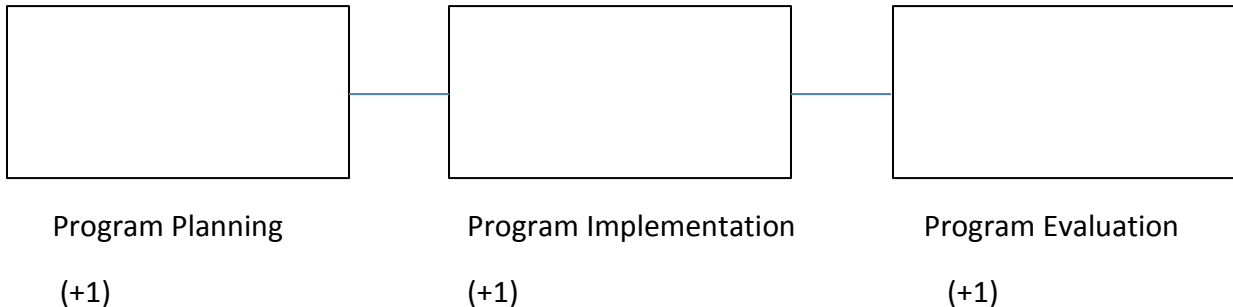 Program Planning Program Implementation Program Evaluation
(+1) (+1) (+1)